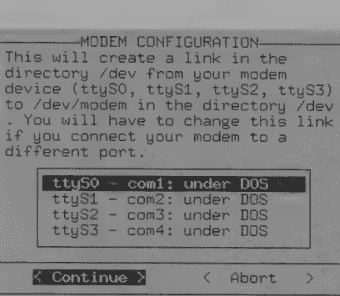 MODEM CONFIGURATION
This will create a link in the
directory /dev from your modem
device (ttyS0, ttyS1, ttyS2, ttyS3)
to /dev/modem in the directory /dev
. You will have to change this link
if you connect your modem to a
different port.
ttyS0 - com1: under DOS
ttyS1 - com2: under DOS
ttyS2 - com3: under DOS
ttyS3 - com4: under DOS
< Continue > < Abort >